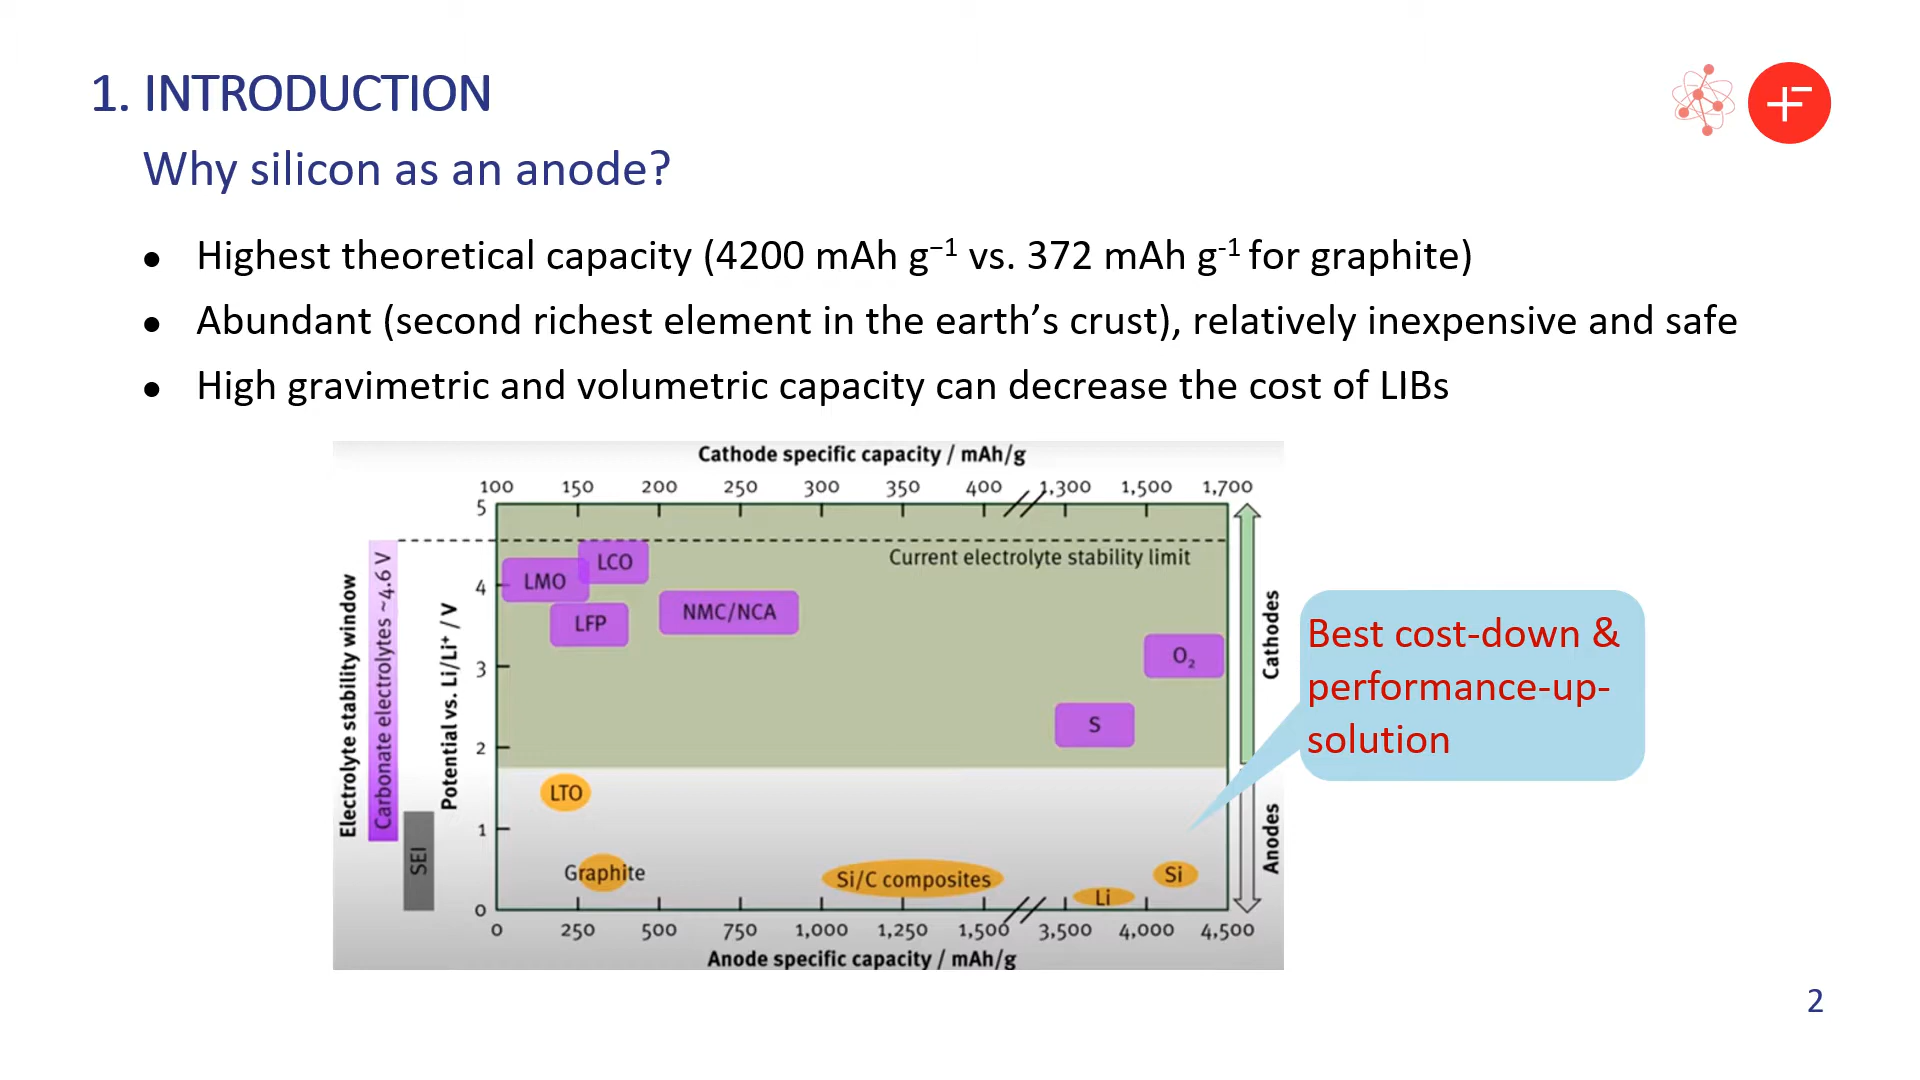 1. INTRODUCTION
Why silicon as an anode?
• Highest theoretical capacity (4200 mAh g⁻¹ vs. 372 mAh g⁻¹ for graphite)
• Abundant (second richest element in the earth’s crust), relatively inexpensive and safe
• High gravimetric and volumetric capacity can decrease the cost of LIBs
Cathode specific capacity / mAh/g
100 150 200 250 300 350 400 1,300 1,500 1,700
Electrolyte stability window
Carbonate electrolytes ~4.6 V
SEI
Potential vs. Li/Li⁺ / V
5
4
3
2
1
0
Current electrolyte stability limit
LCO
LMO
LFP
NMC/NCA
O₂
S
LTO
Graphite
Si/C composites
Li
Si
Cathodes
Anodes
0 250 500 750 1,000 1,250 1,500 3,500 4,000 4,500
Anode specific capacity / mAh/g
Best cost-down &
performance-up-
solution
2